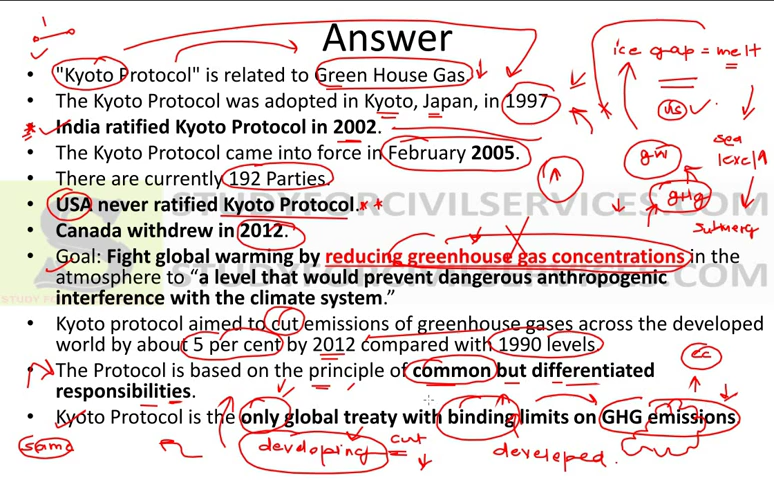 Answer
• "Kyoto Protocol" is related to Green House Gas
ice gap = melt
• The Kyoto Protocol was adopted in Kyoto, Japan, in 1997
us
• India ratified Kyoto Protocol in 2002.
sea
• The Kyoto Protocol came into force in February 2005.
gw
level
• There are currently 192 Parties.
gHg
STUDYFORCIVILSERVICES.COM
• USA never ratified Kyoto Protocol.
submerg
• Canada withdrew in 2012.
• Goal: Fight global warming by reducing greenhouse gas concentrations in the
atmosphere to "a level that would prevent dangerous anthropogenic
interference with the climate system."
• Kyoto protocol aimed to cut emissions of greenhouse gases across the developed
world by about 5 per cent by 2012 compared with 1990 levels
• The Protocol is based on the principle of common but differentiated
responsibilities.
• Kyoto Protocol is the only global treaty with binding limits on GHG emissions
same
developing
cut
developed.